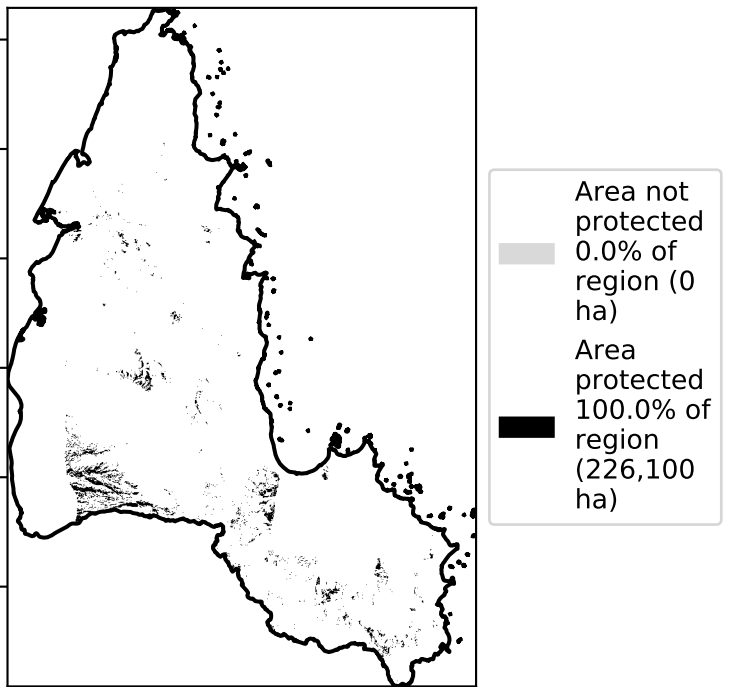 Area not
protected
0.0% of
region (0
ha)
Area
protected
100.0% of
region
(226,100
ha)